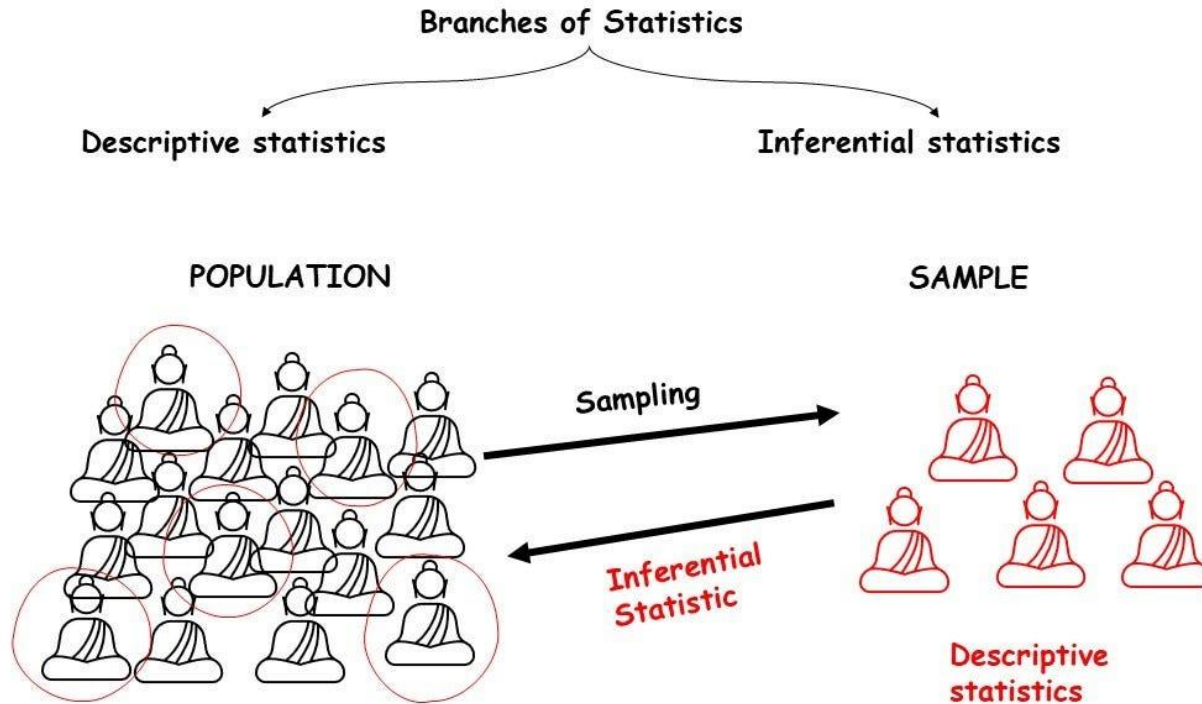 Branches of Statistics
Descriptive statistics
Inferential statistics
POPULATION
SAMPLE
Sampling
Inferential
Statistic
Descriptive
statistics